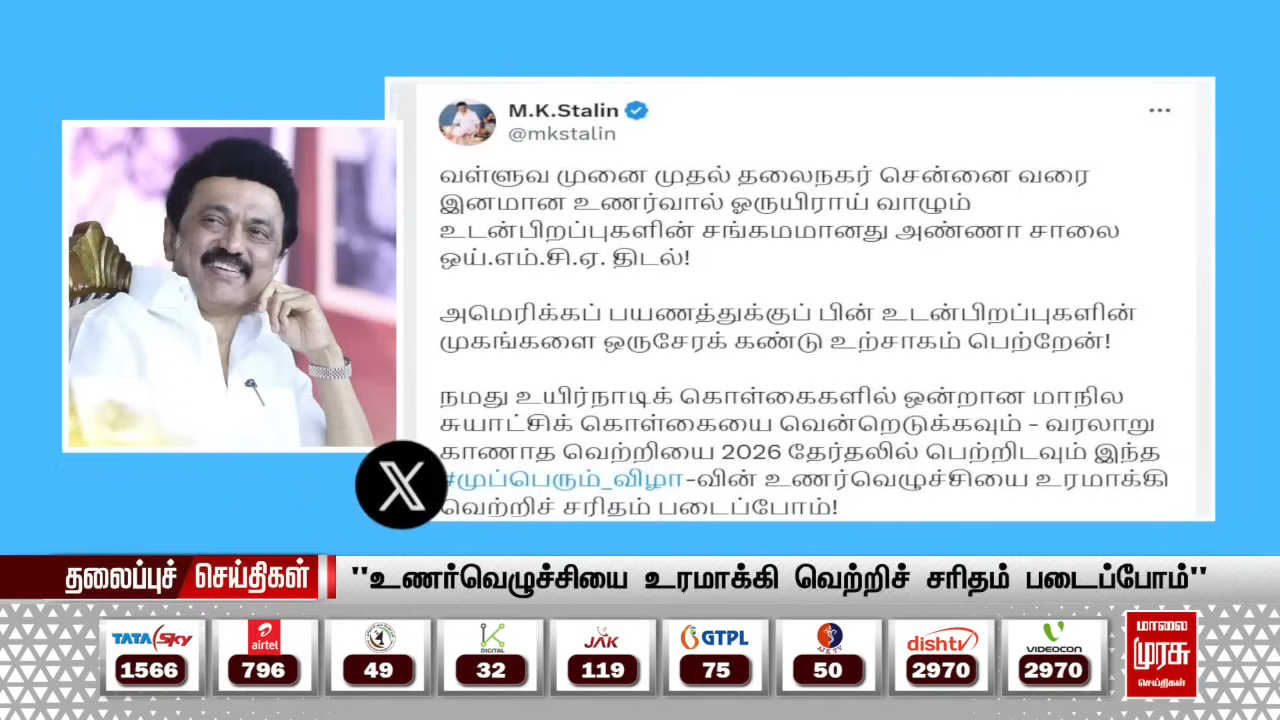 M.K.Stalin
@mkstalin
வள்ளுவ முனை முதல் தலைநகர் சென்னை வரை
இனமான உணர்வால் ஓருயிராய் வாழும்
உடன்பிறப்புகளின் சங்கமமானது அண்ணா சாலை
ஒய்.எம்.சி.ஏ. திடல்!
அமெரிக்கப் பயணத்துக்குப் பின் உடன்பிறப்புகளின்
முகங்களை ஒருசேரக் கண்டு உற்சாகம் பெற்றேன்!
நமது உயிர்நாடிக் கொள்கைகளில் ஒன்றான மாநில
சுயாட்சிக் கொள்கையை வென்றெடுக்கவும் - வரலாறு
காணாத வெற்றியை 2026 தேர்தலில் பெற்றிடவும் இந்த
#முப்பெரும்_விழா-வின் உணர்வெழுச்சியை உரமாக்கி
வெற்றிச் சரிதம் படைப்போம்!
X
தலைப்புச் செய்திகள்
"உணர்வெழுச்சியை உரமாக்கி வெற்றிச் சரிதம் படைப்போம்"
TATA Sky 1566
airtel 796
49
K DIGITAL 32
JAK 119
GTPL 75
50
dishtv 2970
VIDEOCON 2970
மாலை
முரசு
செய்திகள்